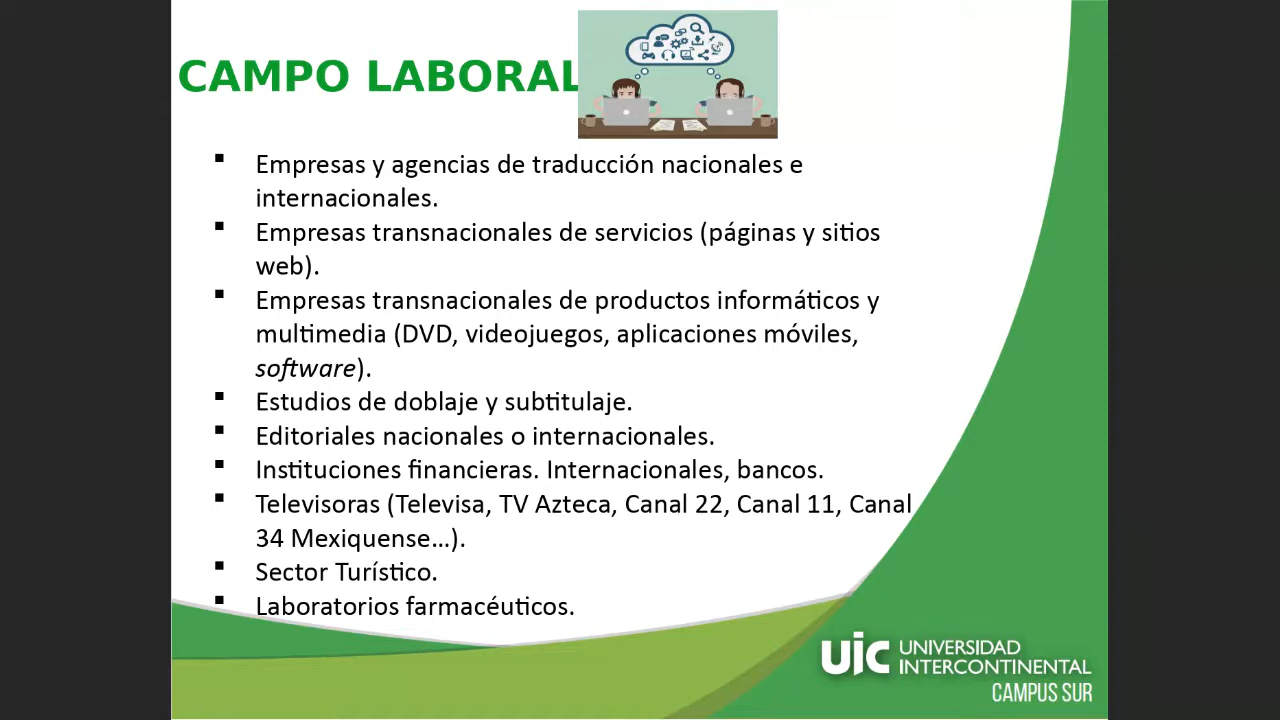 CAMPO LABORAL
▪ Empresas y agencias de traducción nacionales e
internacionales.
▪ Empresas transnacionales de servicios (páginas y sitios
web).
▪ Empresas transnacionales de productos informáticos y
multimedia (DVD, videojuegos, aplicaciones móviles,
software).
▪ Estudios de doblaje y subtitulaje.
▪ Editoriales nacionales o internacionales.
▪ Instituciones financieras. Internacionales, bancos.
▪ Televisoras (Televisa, TV Azteca, Canal 22, Canal 11, Canal
34 Mexiquense...).
▪ Sector Turístico.
▪ Laboratorios farmacéuticos.
uic UNIVERSIDAD
INTERCONTINENTAL
CAMPUS SUR